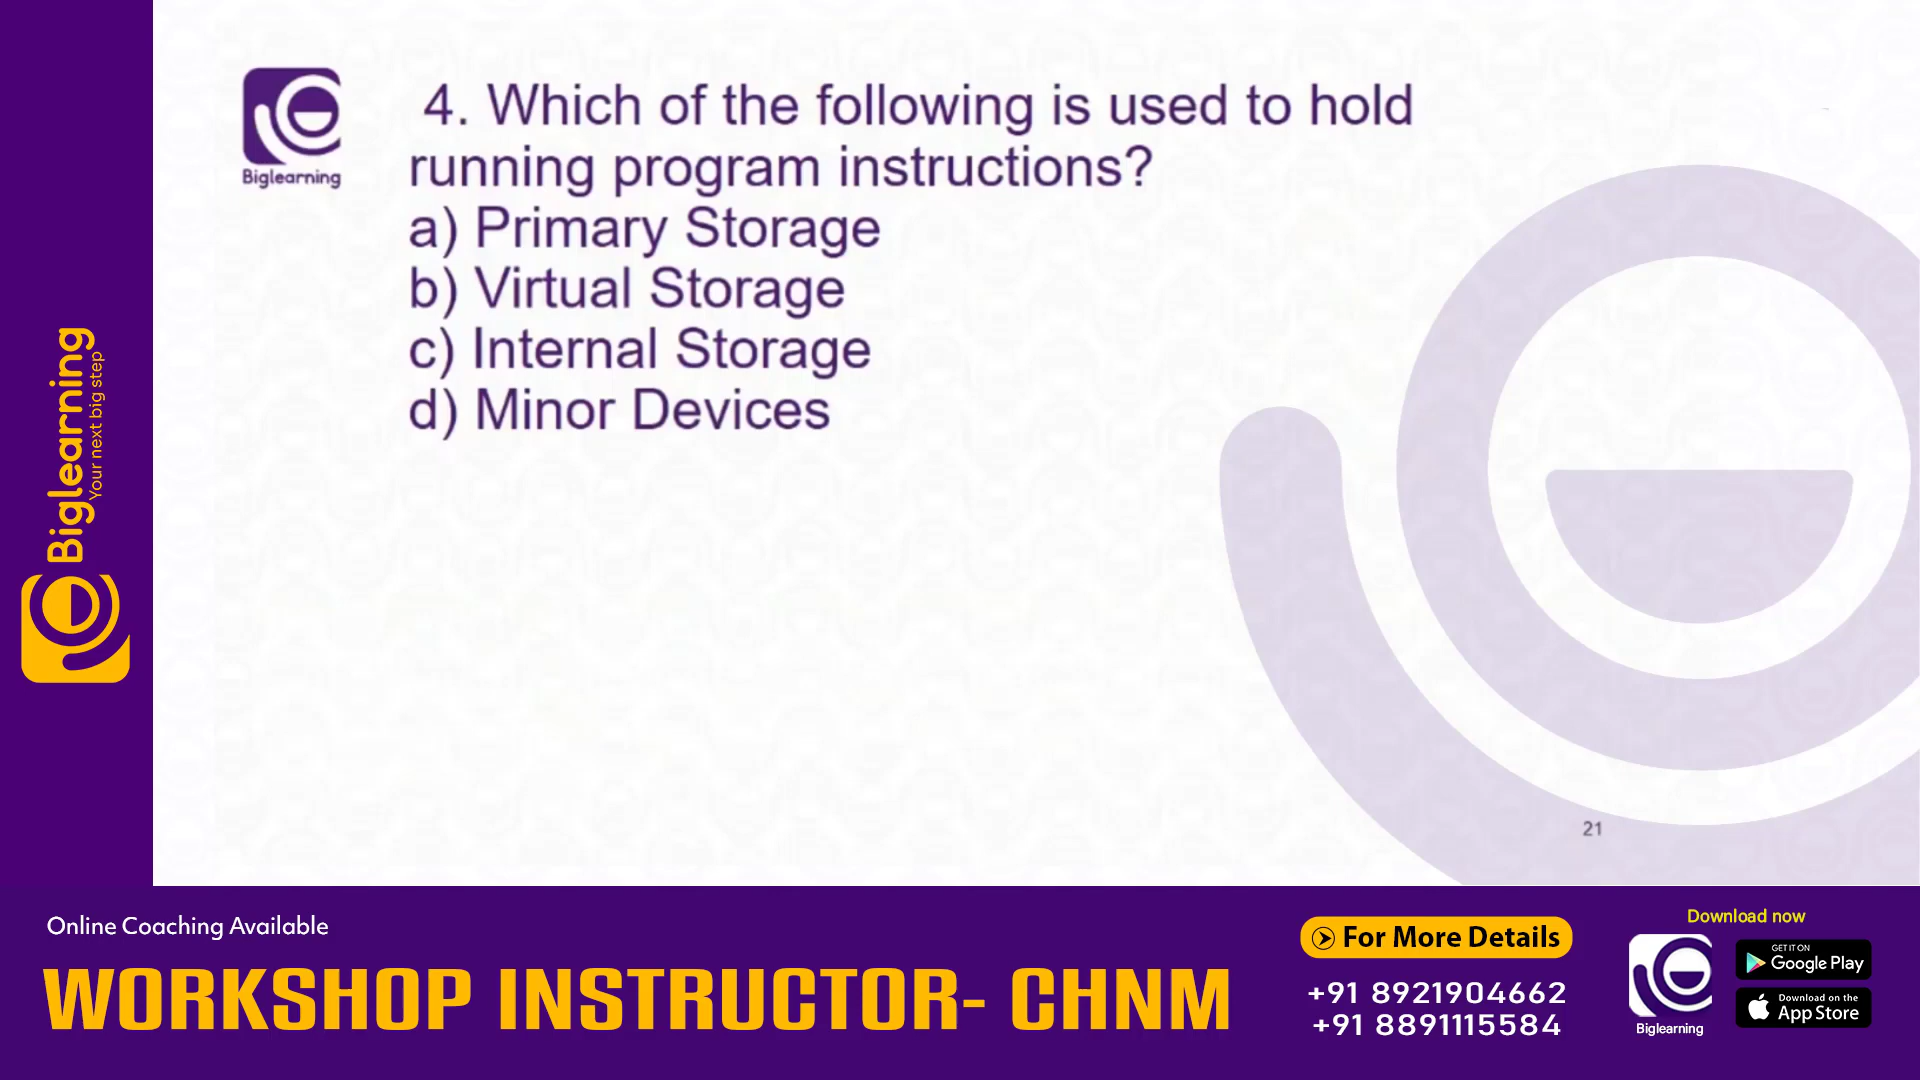 Biglearning
4. Which of the following is used to hold
running program instructions?
a) Primary Storage
b) Virtual Storage
c) Internal Storage
d) Minor Devices
Biglearning
Your next big step
21
Online Coaching Available
WORKSHOP INSTRUCTOR- CHNM
For More Details
+91 8921904662
+91 8891115584
Download now
Biglearning
GET IT ON
Google Play
Download on the
App Store